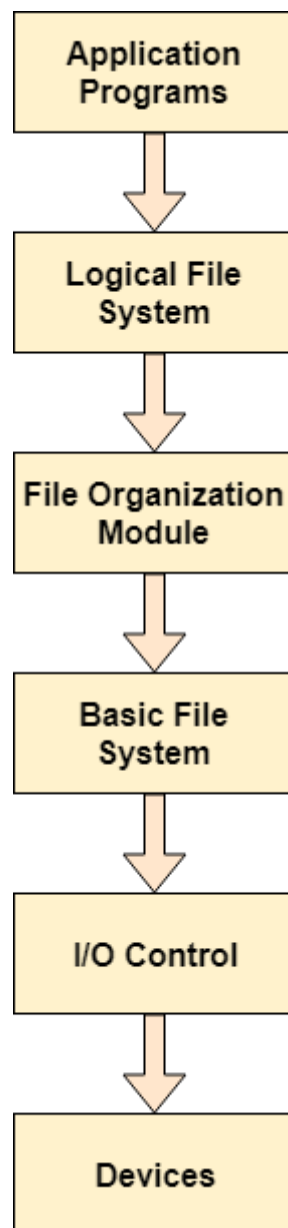 Application
Programs
Logical File
System
File Organization
Module
Basic File
System
I/O Control
Devices